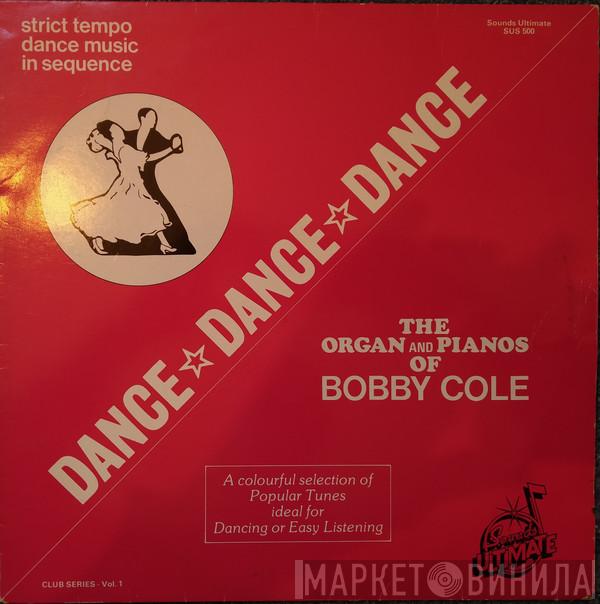 strict tempo
dance music
in sequence
Sounds Ultimate
SUS 500
DANCE☆DANCE☆DANCE
THE
ORGAN AND PIANOS
OF
BOBBY COLE
A colourful selection of
Popular Tunes
ideal for
Dancing or Easy Listening
Sounds
ULTIMATE
CLUB SERIES - Vol. 1
МАРКЕТ ВИНИЛА